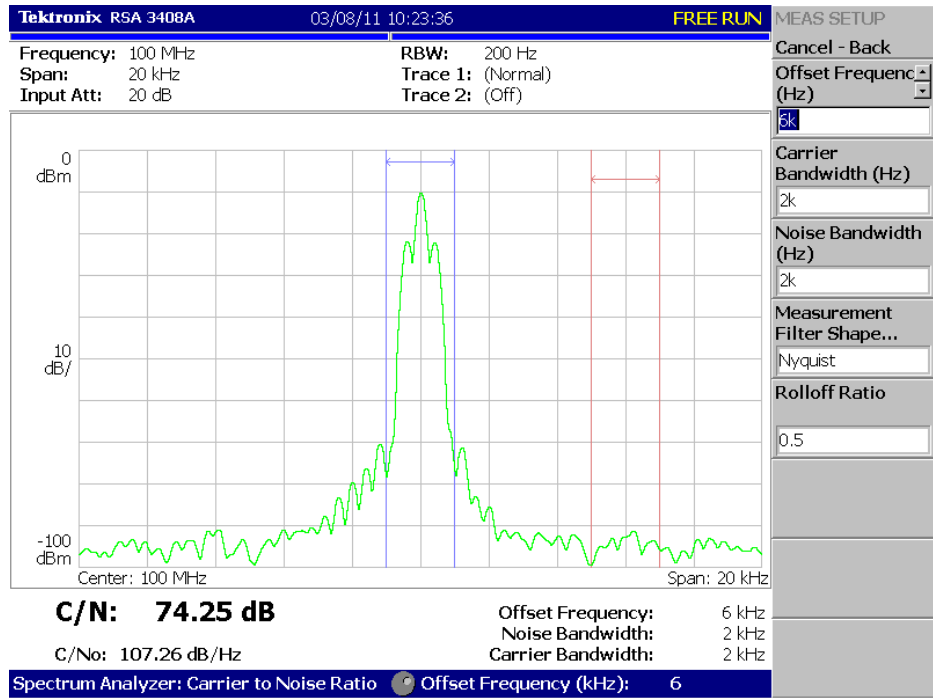 Tektronix RSA 3408A 03/08/11 10:23:36 FREE RUN
Frequency: 100 MHz RBW: 200 Hz
Span: 20 kHz Trace 1: (Normal)
Input Att: 20 dB Trace 2: (Off)
0
dBm
10
dB/
-100
dBm
Center: 100 MHz Span: 20 kHz
C/N: 74.25 dB
C/No: 107.26 dB/Hz
Offset Frequency: 6 kHz
Noise Bandwidth: 2 kHz
Carrier Bandwidth: 2 kHz
Spectrum Analyzer: Carrier to Noise Ratio Offset Frequency (kHz): 6
MEAS SETUP
Cancel - Back
Offset Frequenc
(Hz)
6k
Carrier
Bandwidth (Hz)
2k
Noise Bandwidth
(Hz)
2k
Measurement
Filter Shape...
Nyquist
Rolloff Ratio
0.5